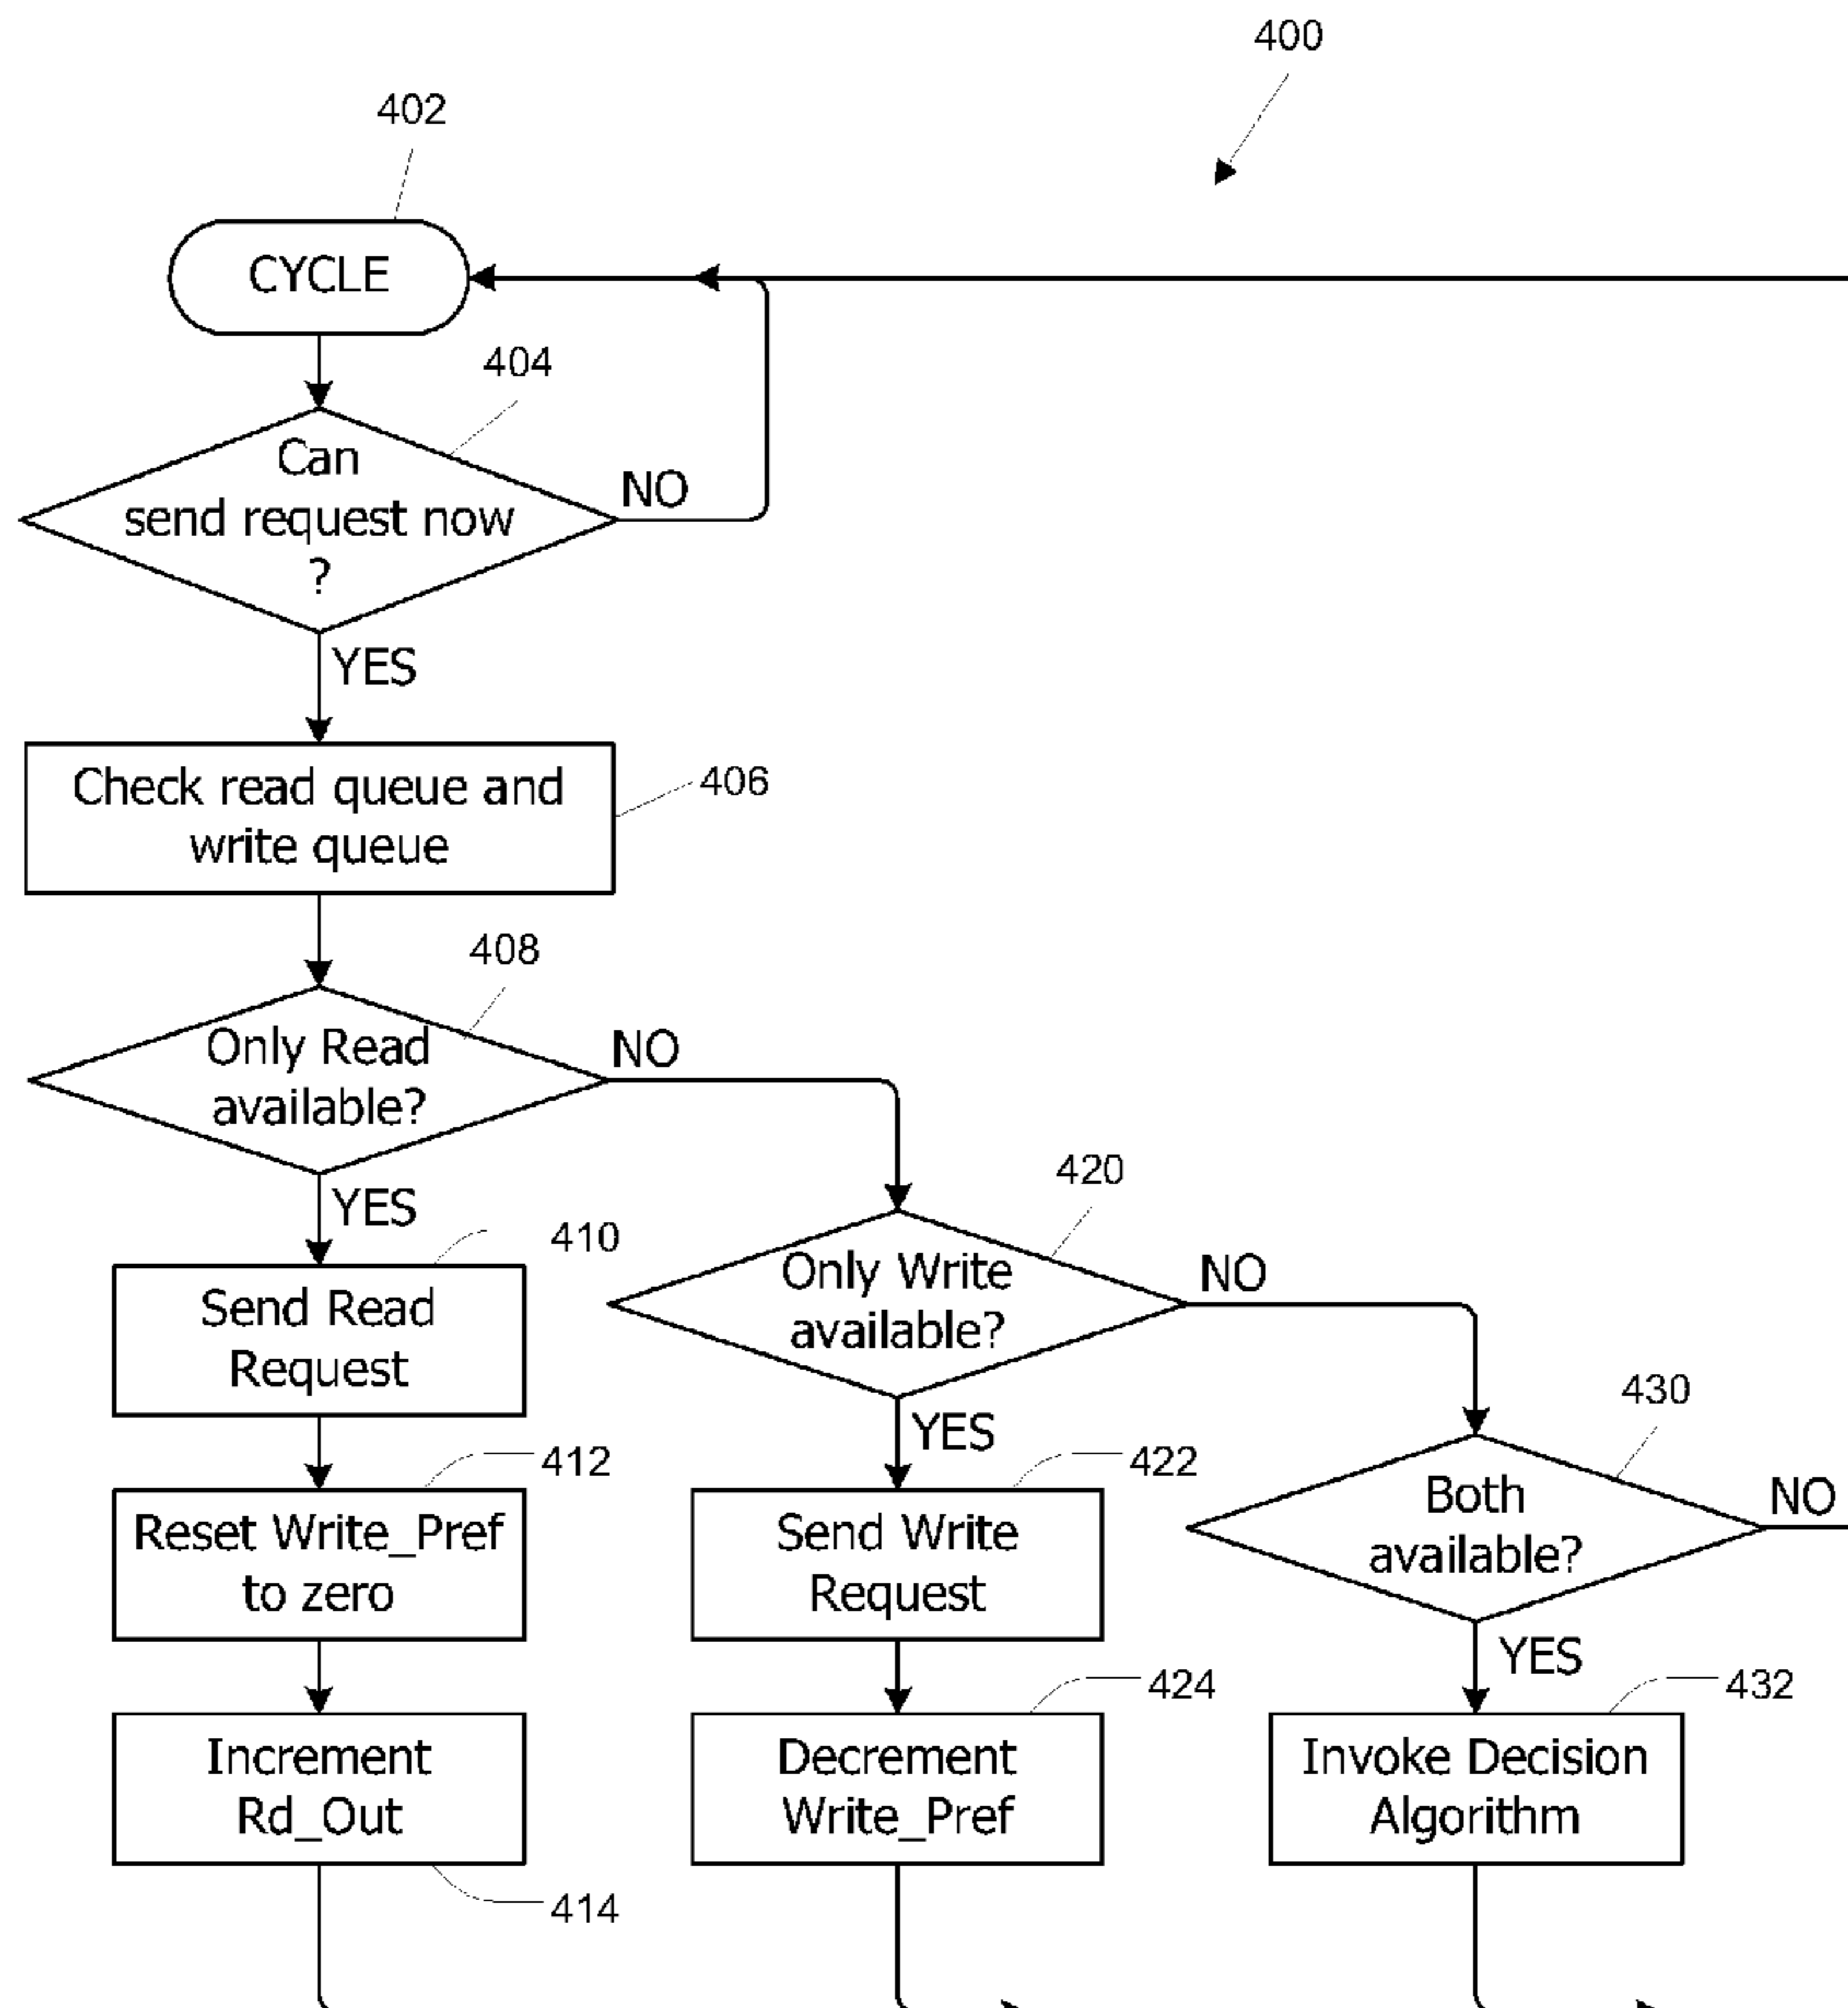 400
402
CYCLE
404
Can
send request now
?
NO
YES
Check read queue and
write queue
406
408
Only Read
available?
NO
YES
410
Send Read
Request
420
Only Write
available?
NO
YES
412
Reset Write_Pref
to zero
422
Send Write
Request
430
Both
available?
NO
YES
Increment
Rd_Out
414
424
Decrement
Write_Pref
432
Invoke Decision
Algorithm